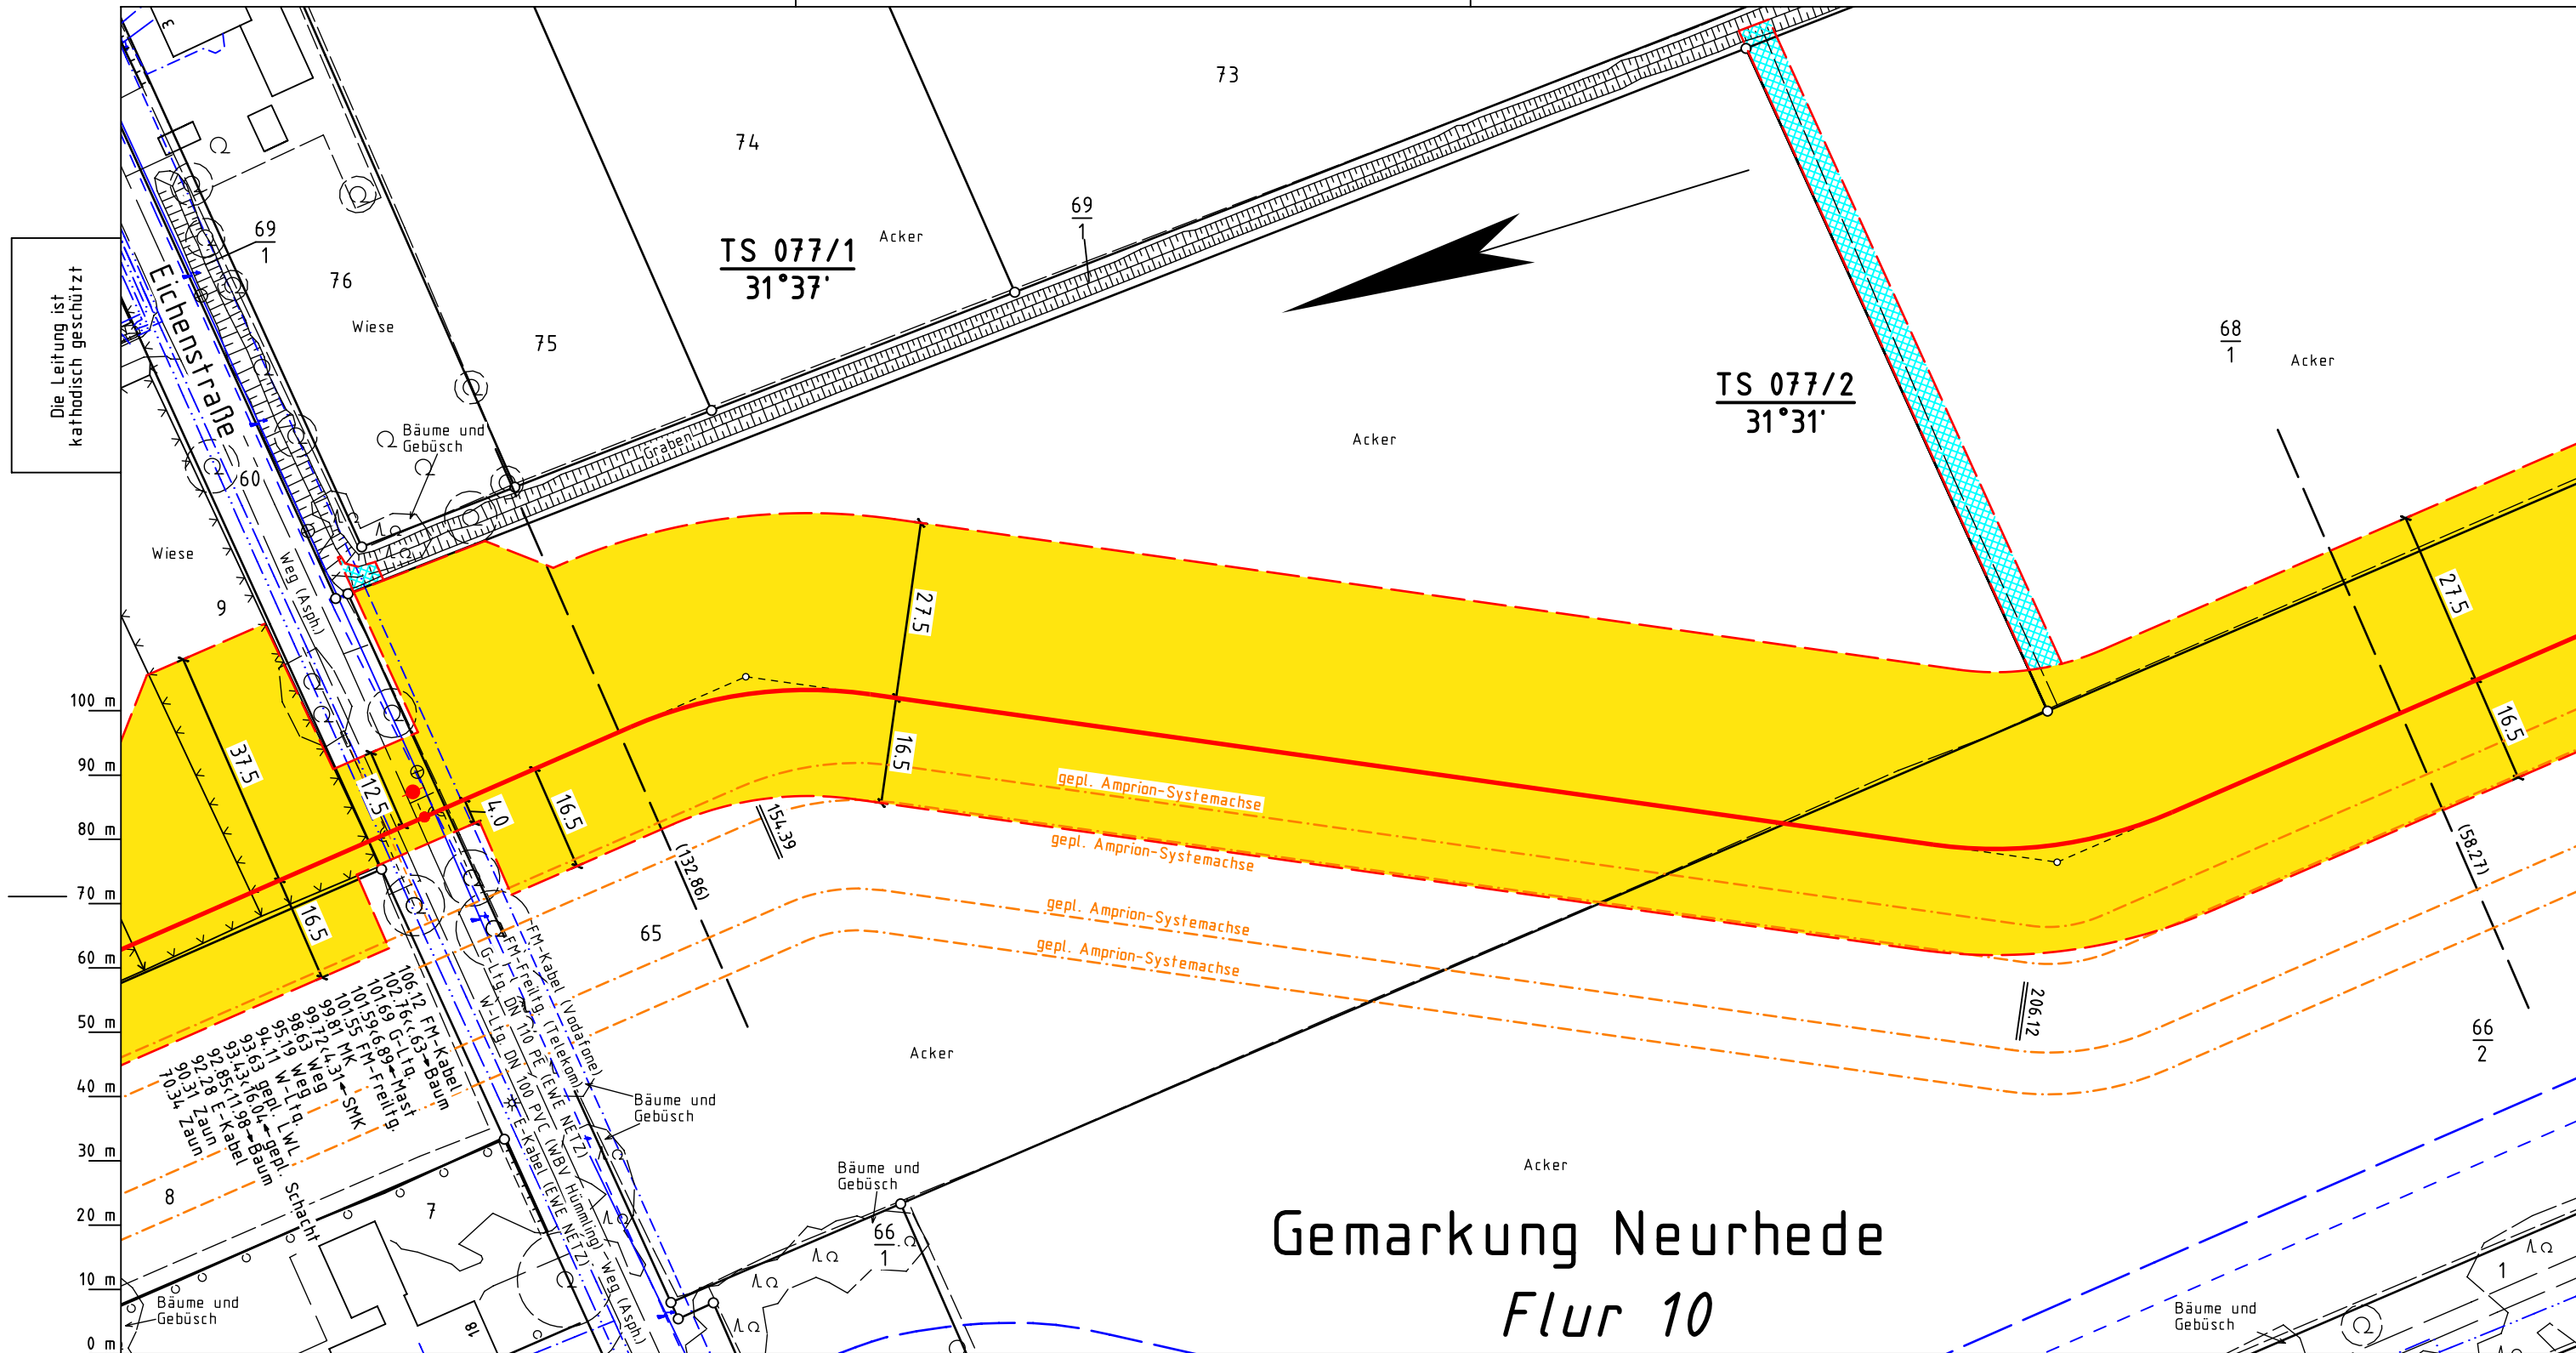 3
73
74
69
1
69
1
TS 077/1
31°37'
Acker
76
Die Leitung ist
kathodisch geschützt
Eichenstraße
Wiese
75
68
1
Acker
TS 077/2
31°31'
Acker
Bäume und
Gebüsch
Graben
60
Wiese
Weg (Asph.)
9
27.5
27.5
100 m
90 m
80 m
70 m
60 m
50 m
40 m
30 m
20 m
10 m
0 m
37.5
12.5
4.0
16.5
16.5
16.5
16.5
gepl. Amprion-Systemachse
gepl. Amprion-Systemachse
gepl. Amprion-Systemachse
gepl. Amprion-Systemachse
154.39
(132.86)
(58.27)
206.12
65
66
2
Acker
106.12 FM-Kabel
102.76<4.63 Baum
101.69 G-Ltg.
101.59<6.89 Mast
101.55 FM-Freiltg.
99.81 MK
99.72<4.31 SMK
98.63 Weg
95.19 Weg
94.11 W-Ltg.
93.63 gepl. LWL
93.43<16.04 gepl. Schacht
92.85<11.98 Baum
92.28 E-Kabel
90.31 Zaun
70.34 Zaun
FM-Kabel (Vodafone)
FM-Freiltg. (Telekom)
G-Ltg. DN 110 PE (EWE NETZ)
W-Ltg. DN 100 PVC (WBV Hümmling)
E-Kabel (EWE NETZ)
Weg (Asph.)
Bäume und
Gebüsch
Bäume und
Gebüsch
66
1
Acker
8
7
18
Bäume und
Gebüsch
Gemarkung Neurhede
Flur 10
Bäume und
Gebüsch
1